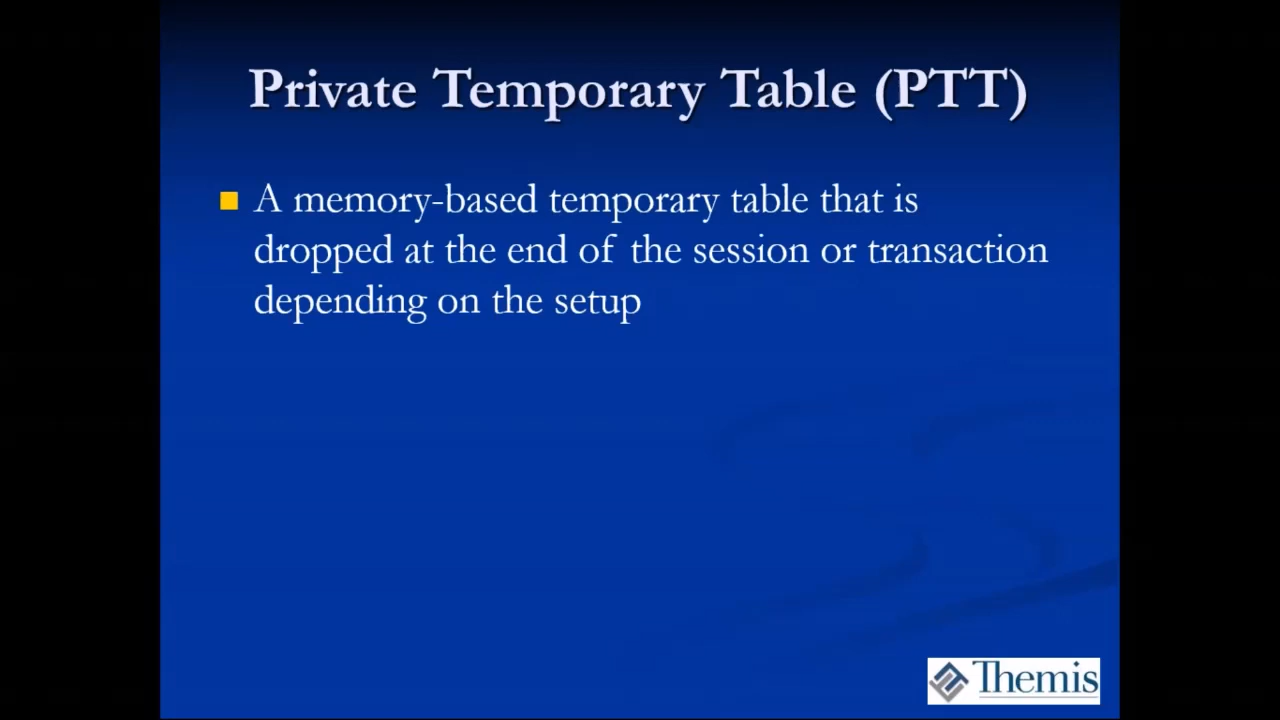 Private Temporary Table (PTT)
A memory-based temporary table that is
dropped at the end of the session or transaction
depending on the setup
Themis